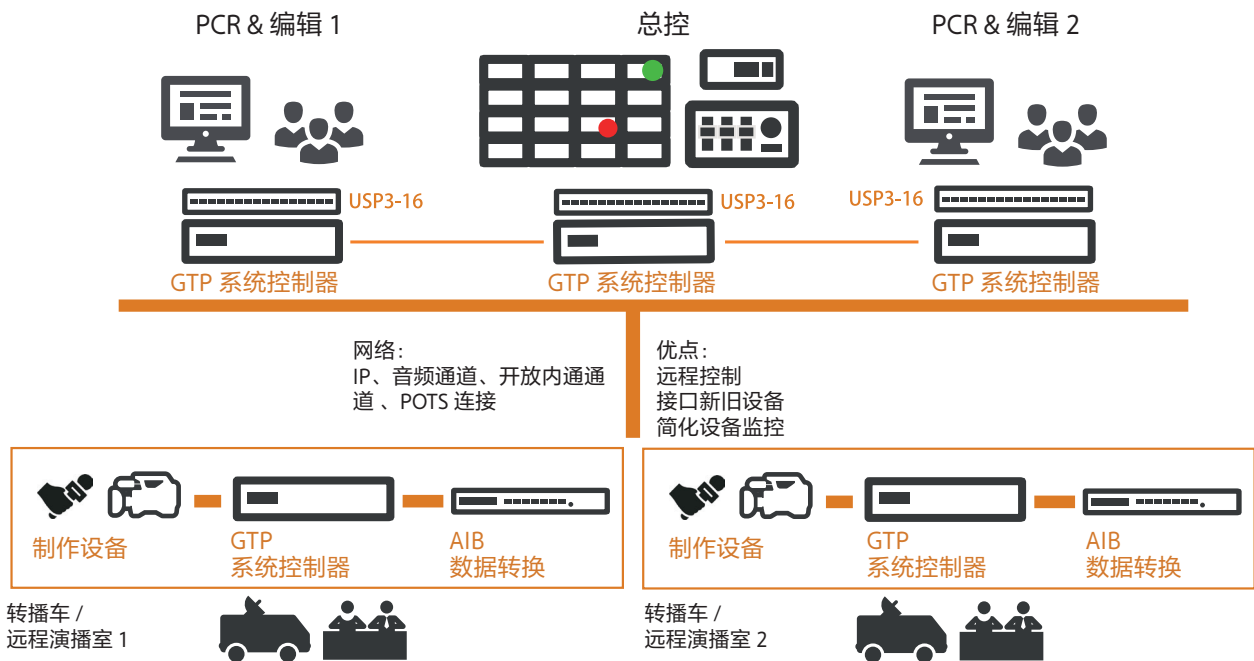 PCR & 编辑 1
总控
PCR & 编辑 2
USP3-16
USP3-16
USP3-16
GTP 系统控制器
GTP 系统控制器
GTP 系统控制器
网络：
IP、音频通道、开放内通通
道 、POTS 连接
优点：
远程控制
接口新旧设备
简化设备监控
制作设备
GTP
系统控制器
AIB
数据转换
制作设备
GTP
系统控制器
AIB
数据转换
转播车 /
远程演播室 1
转播车 /
远程演播室 2